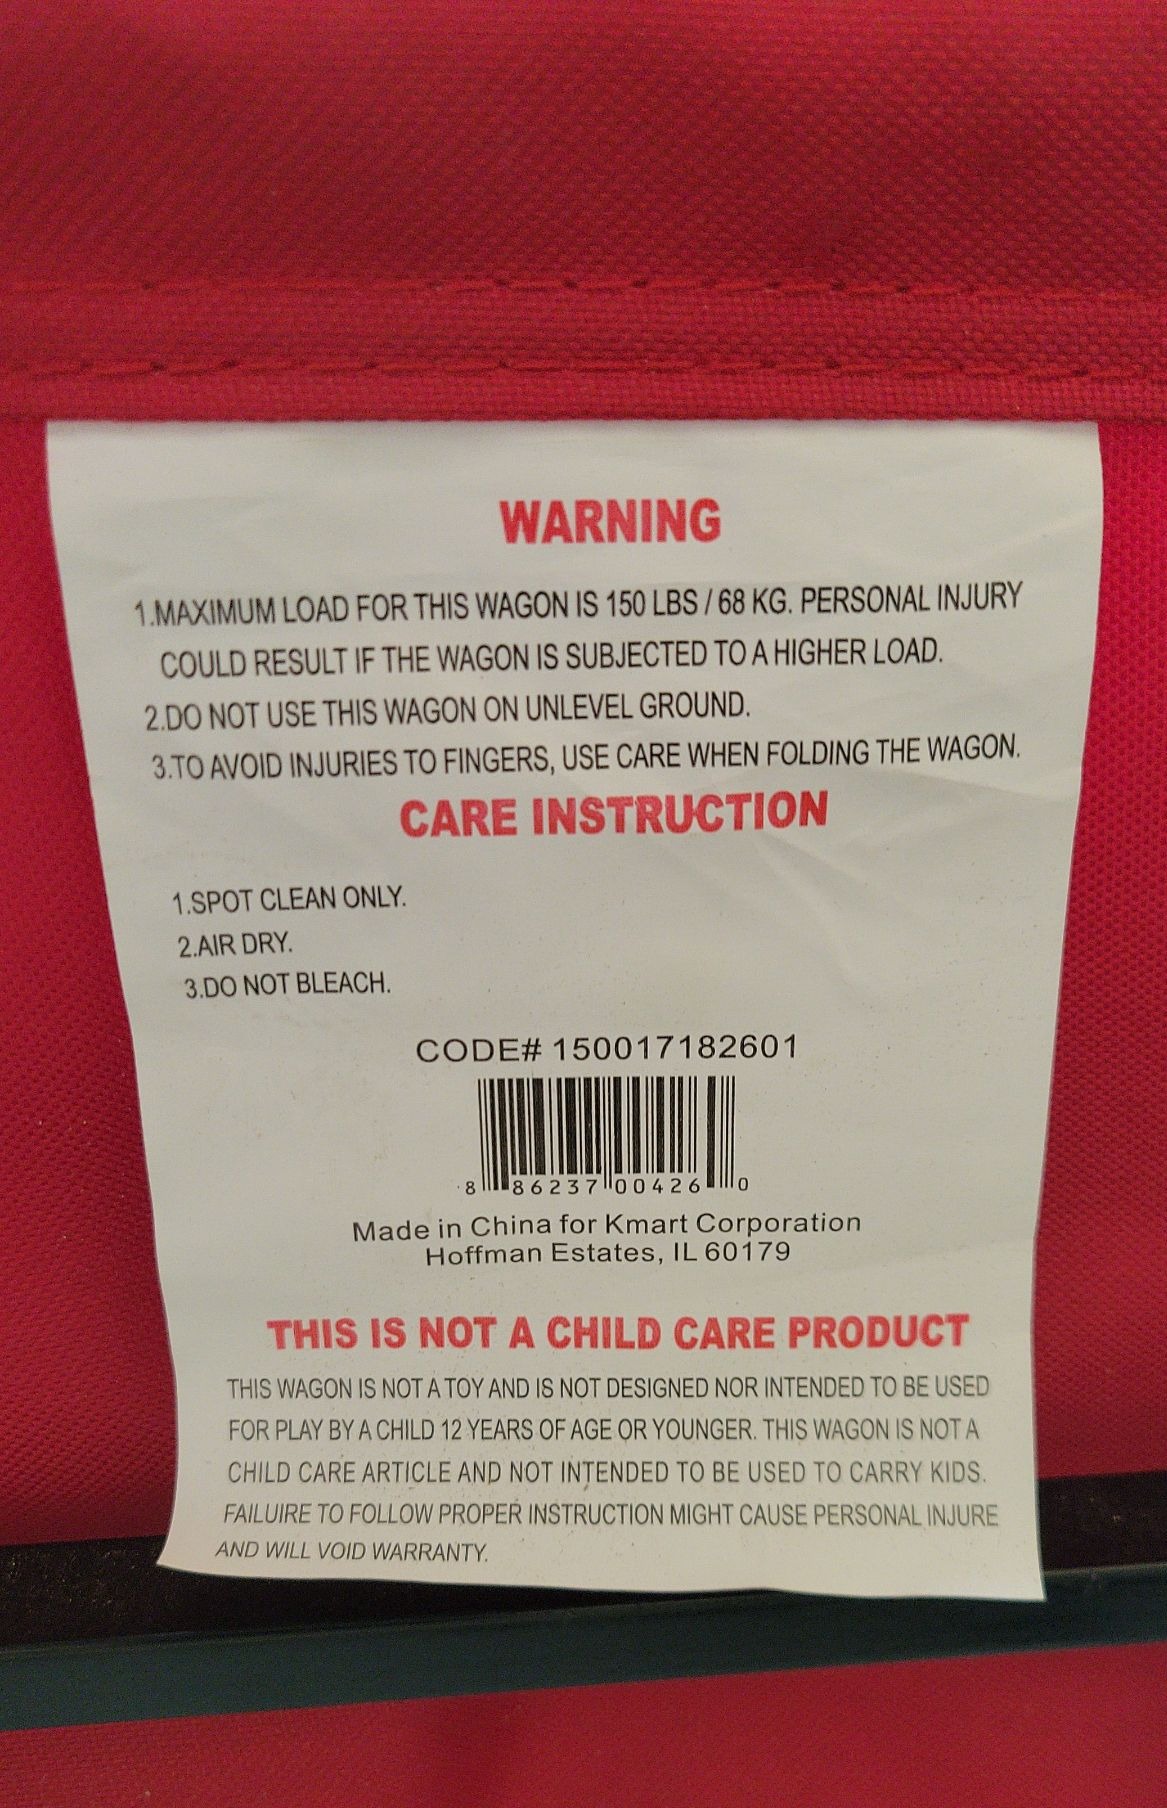 WARNING
1.MAXIMUM LOAD FOR THIS WAGON IS 150 LBS / 68 KG. PERSONAL INJURY
COULD RESULT IF THE WAGON IS SUBJECTED TO A HIGHER LOAD.
2.DO NOT USE THIS WAGON ON UNLEVEL GROUND.
3.TO AVOID INJURIES TO FINGERS, USE CARE WHEN FOLDING THE WAGON.
CARE INSTRUCTION
1.SPOT CLEAN ONLY.
2.AIR DRY.
3.DO NOT BLEACH.
CODE# 150017182601
8 86237 00426 0
Made in China for Kmart Corporation
Hoffman Estates, IL 60179
THIS IS NOT A CHILD CARE PRODUCT
THIS WAGON IS NOT A TOY AND IS NOT DESIGNED NOR INTENDED TO BE USED
FOR PLAY BY A CHILD 12 YEARS OF AGE OR YOUNGER. THIS WAGON IS NOT A
CHILD CARE ARTICLE AND NOT INTENDED TO BE USED TO CARRY KIDS.
FAILUIRE TO FOLLOW PROPER INSTRUCTION MIGHT CAUSE PERSONAL INJURE
AND WILL VOID WARRANTY.